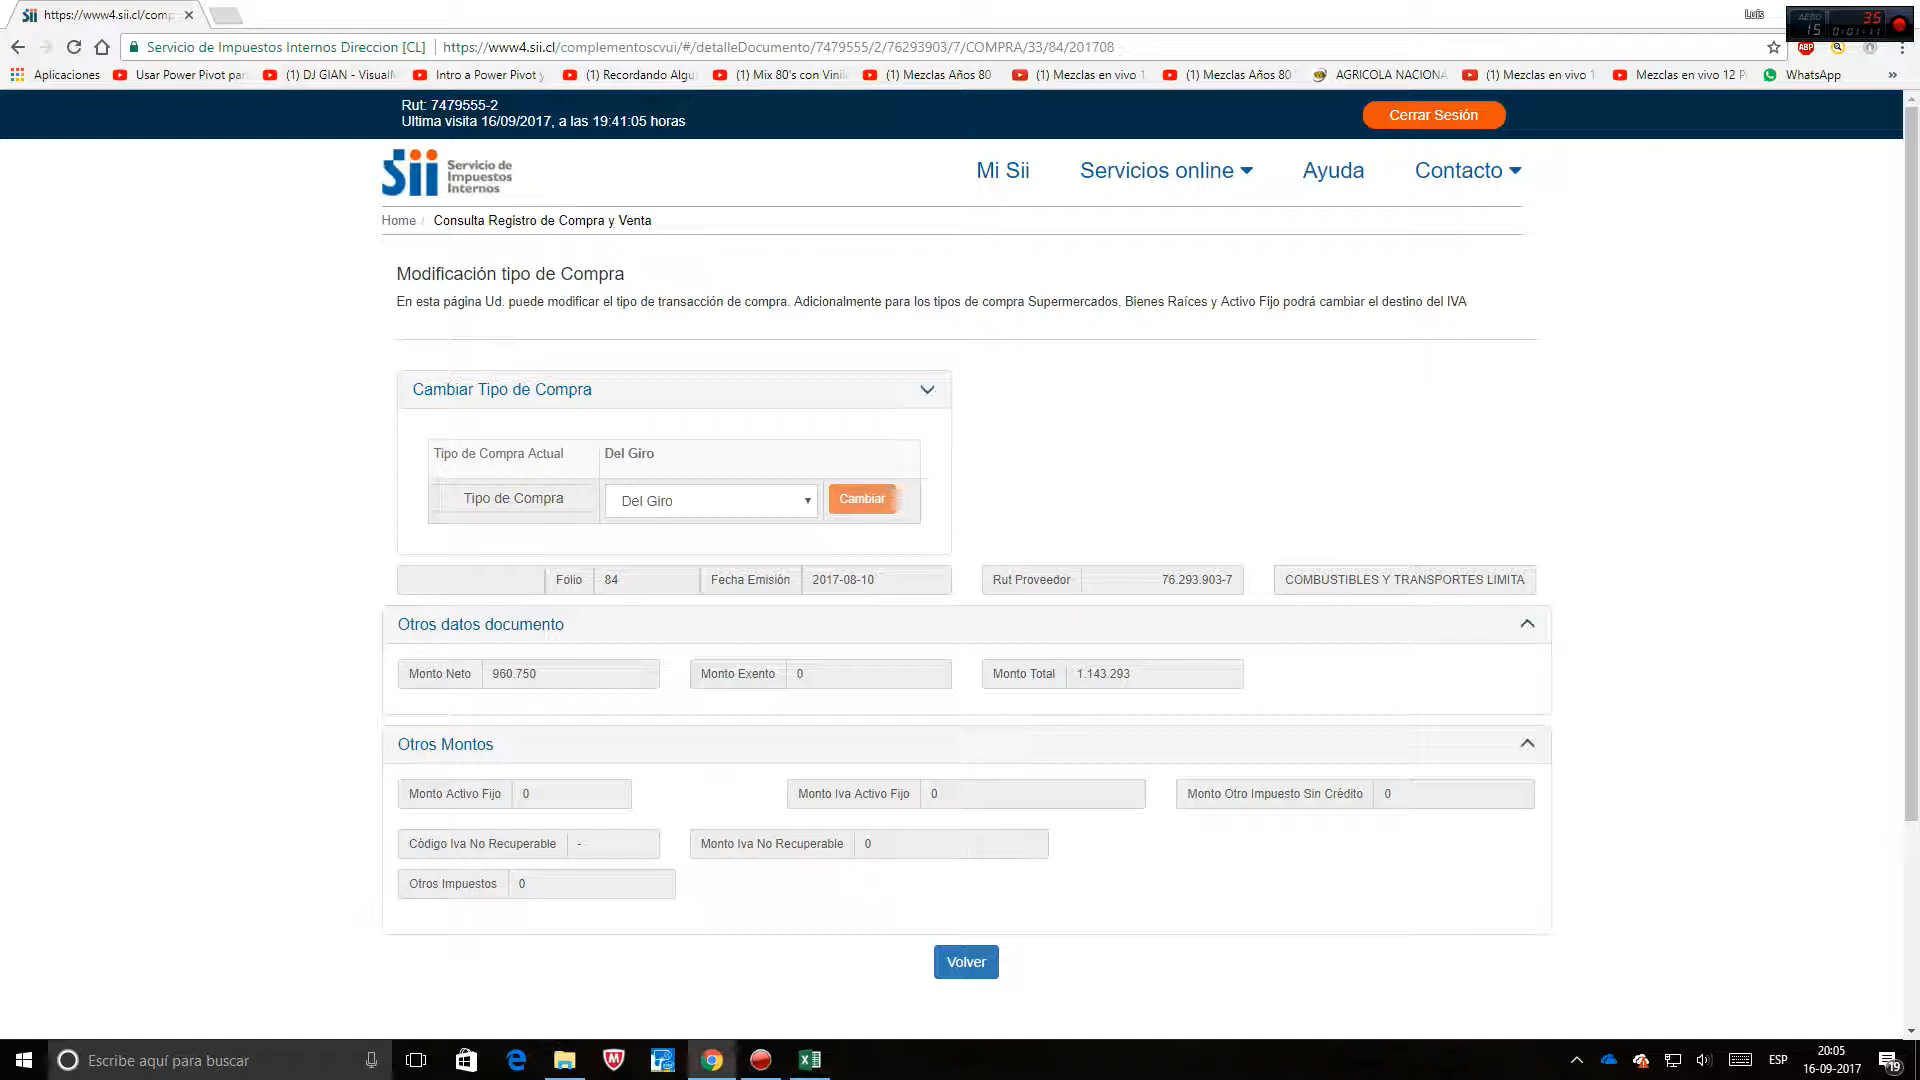 https://www4.sii.cl/comp
Luis
AERO
35
15
0:01:11
Servicio de Impuestos Internos Direccion [CL]
https://www4.sii.cl/complementoscvui/#/detalleDocumento/7479555/2/76293903/7/COMPRA/33/84/201708
ABP
Aplicaciones
Usar Power Pivot par
(1) DJ GIAN - VisualM
Intro a Power Pivot y
(1) Recordando Algu
(1) Mix 80's con Vinil
(1) Mezclas Años 80
(1) Mezclas en vivo 1
(1) Mezclas Años 80
AGRICOLA NACIONA
(1) Mezclas en vivo 1
Mezclas en vivo 12 P
WhatsApp
»
Rut: 7479555-2
Ultima visita 16/09/2017, a las 19:41:05 horas
Cerrar Sesión
Sii
Servicio de
Impuestos
Internos
Mi Sii
Servicios online
Ayuda
Contacto
Home / Consulta Registro de Compra y Venta
Modificación tipo de Compra
En esta página Ud. puede modificar el tipo de transacción de compra. Adicionalmente para los tipos de compra Supermercados, Bienes Raíces y Activo Fijo podrá cambiar el destino del IVA
Cambiar Tipo de Compra
Tipo de Compra Actual Del Giro
Tipo de Compra Del Giro Cambiar
Folio 84 Fecha Emisión 2017-08-10 Rut Proveedor 76.293.903-7 COMBUSTIBLES Y TRANSPORTES LIMITA
Otros datos documento
Monto Neto 960.750 Monto Exento 0 Monto Total 1.143.293
Otros Montos
Monto Activo Fijo 0 Monto Iva Activo Fijo 0 Monto Otro Impuesto Sin Crédito 0
Código Iva No Recuperable - Monto Iva No Recuperable 0
Otros Impuestos 0
Volver
Escribe aquí para buscar
ESP
20:05
16-09-2017
19